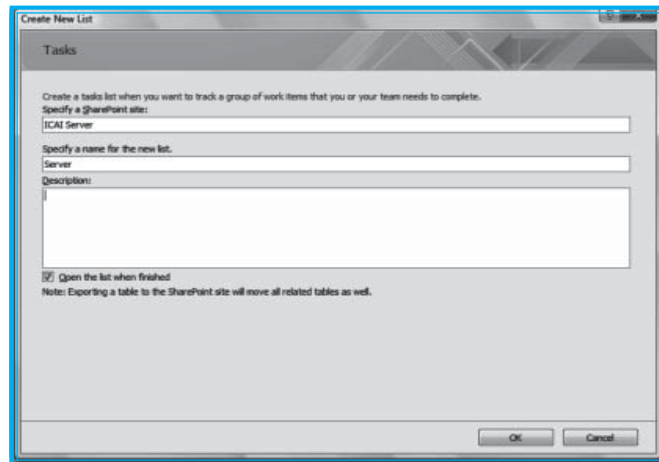 Create New List
Tasks
Create a tasks list when you want to track a group of work items that you or your team needs to complete.
Specify a SharePoint site:
ICAI Server
Specify a name for the new list.
Server
Description:
Open the list when finished
Note: Exporting a table to the SharePoint site will move all related tables as well.
OK Cancel